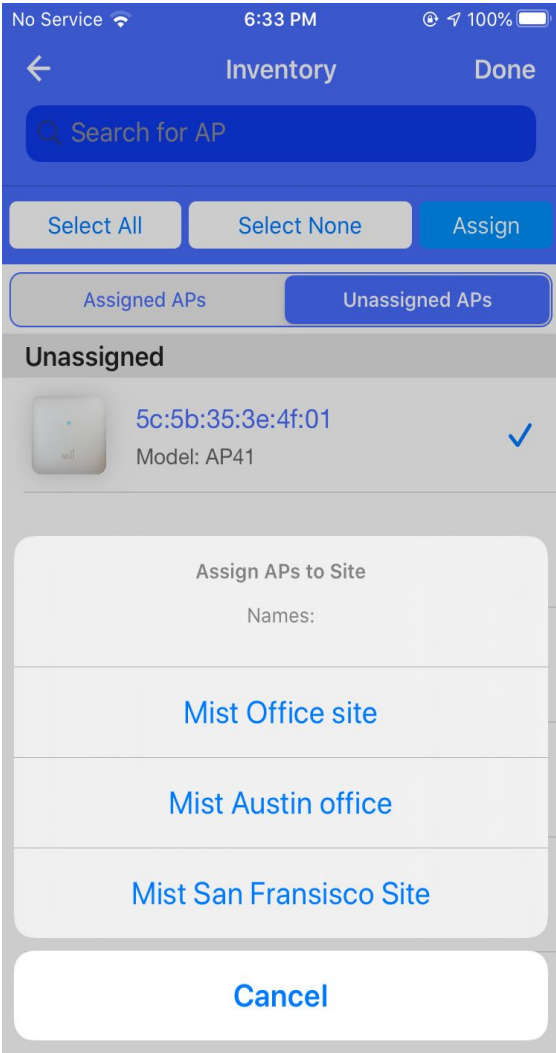 No Service 6:33 PM 100%
Inventory Done
Search for AP
Select All Select None Assign
Assigned APs Unassigned APs
Unassigned
5c:5b:35:3e:4f:01
Model: AP41
Mist
Assign APs to Site
Names:
Mist Office site
Mist Austin office
Mist San Fransisco Site
Cancel